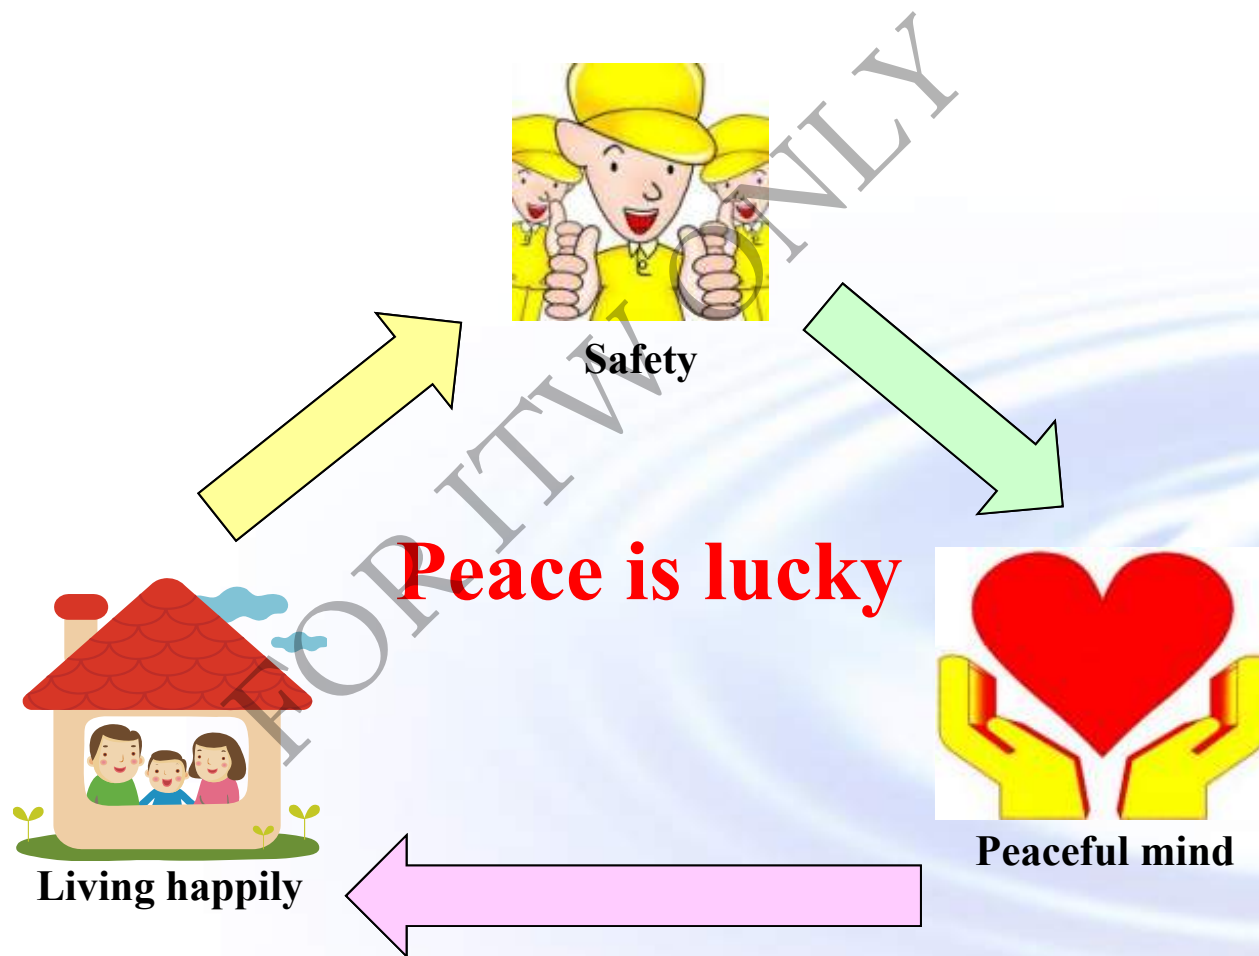 Safety
Peace is lucky
Peaceful mind
Living happily
FOR ITW ONLY